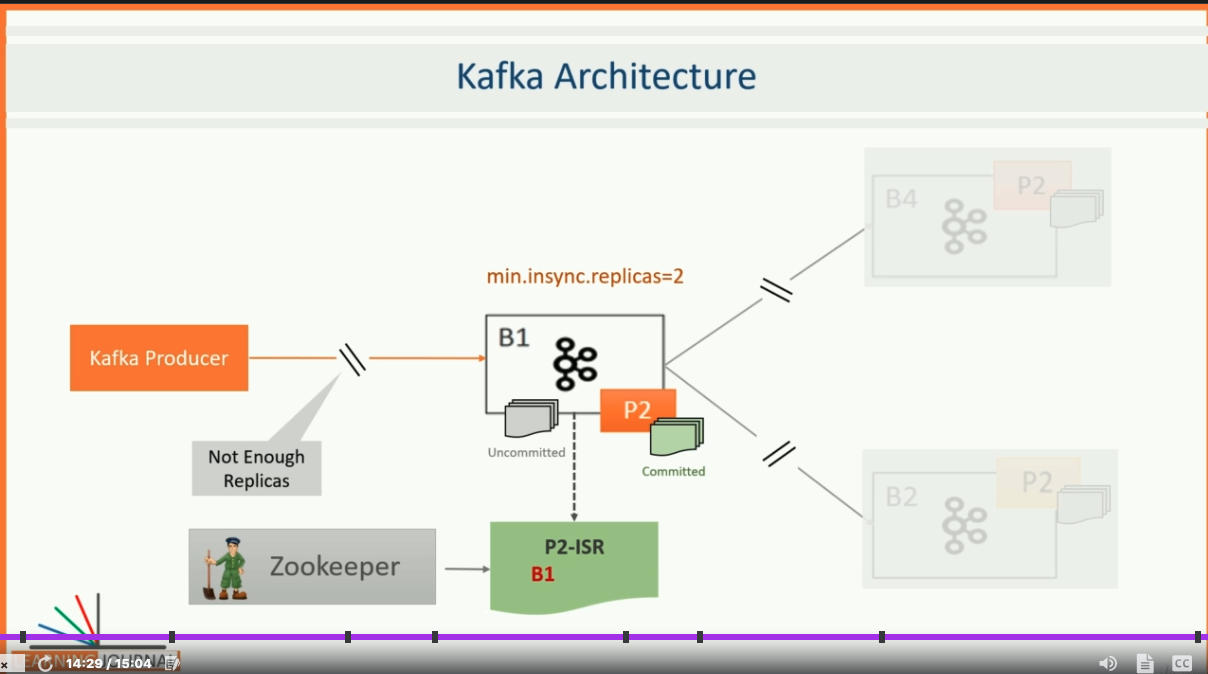 Kafka Architecture
B4
P2
min.insync.replicas=2
B1
Kafka Producer
P2
Uncommitted
Committed
Not Enough
Replicas
B2
P2
P2-ISR
B1
Zookeeper
LEARNING JOURNAL
14:29 / 15:04
CC